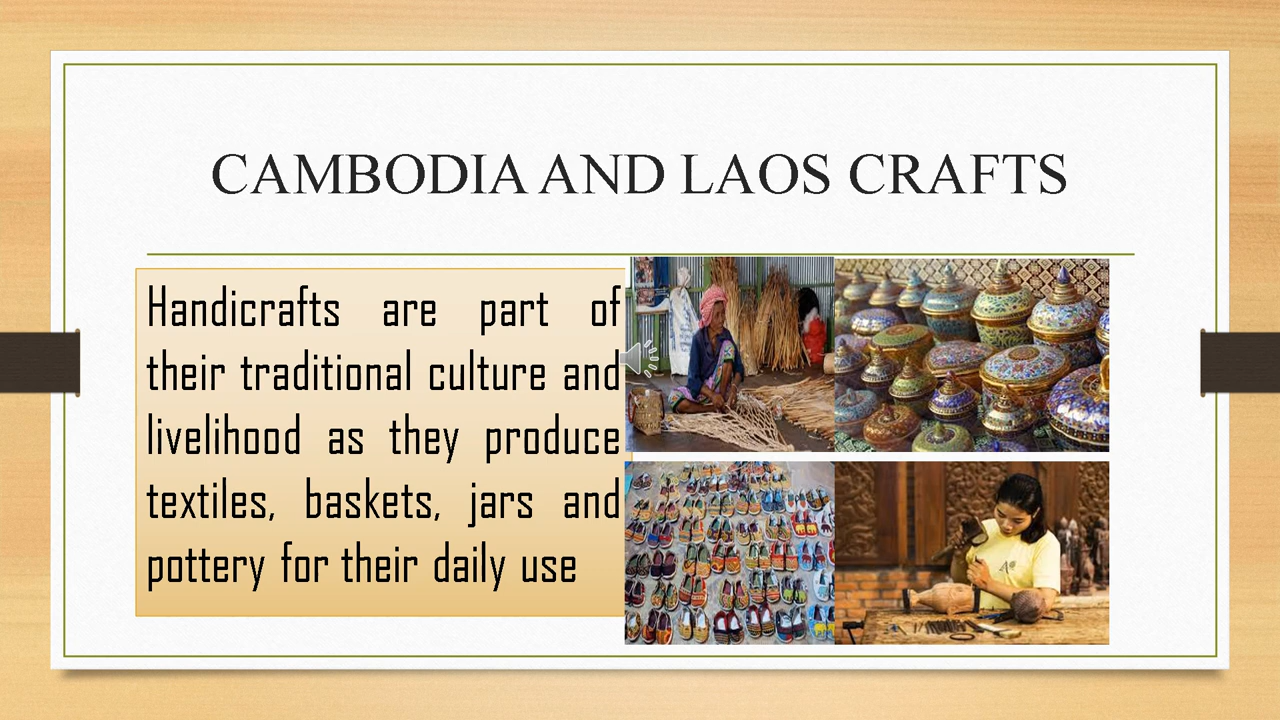 CAMBODIA AND LAOS CRAFTS
Handicrafts are part of
their traditional culture and
livelihood as they produce
textiles, baskets, jars and
pottery for their daily use